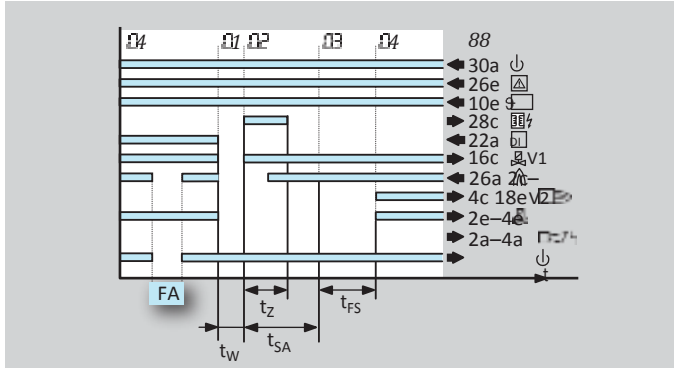 04 01 02 03 04 88
30a
26e
10e
28c
22a
16c V1
26a 2c–
4c 18e V2
2e–4e
2a–4a
t
FA
tZ tFS
tW tSA